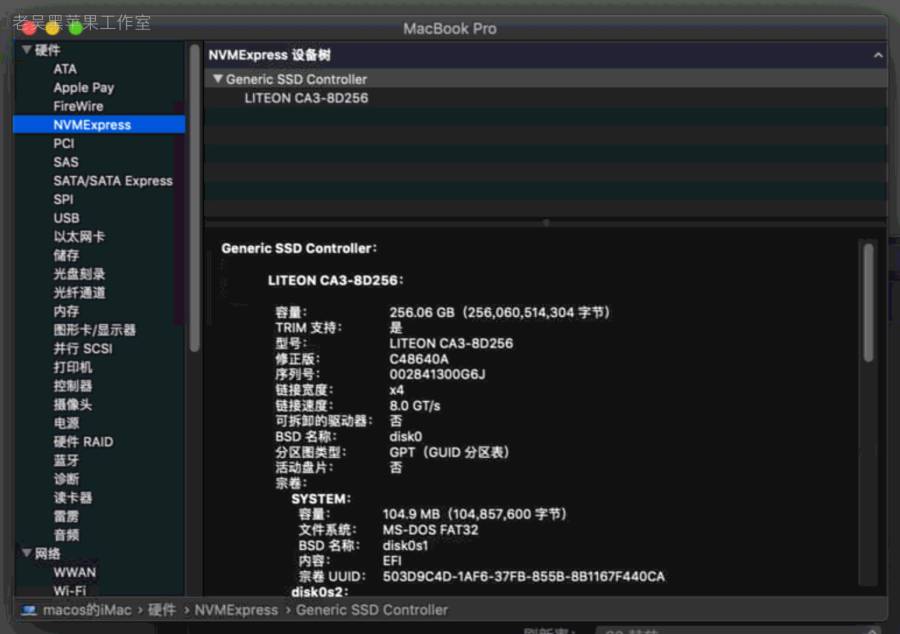 老吴黑苹果工作室
MacBook Pro
硬件
ATA
Apple Pay
FireWire
NVMExpress
PCI
SAS
SATA/SATA Express
SPI
USB
以太网卡
储存
光盘刻录
光纤通道
内存
图形卡/显示器
并行 SCSI
打印机
控制器
摄像头
电源
硬件 RAID
蓝牙
诊断
读卡器
雷雳
音频
网络
WWAN
Wi-Fi
NVMExpress 设备树
Generic SSD Controller
LITEON CA3-8D256
Generic SSD Controller：
LITEON CA3-8D256：
容量： 256.06 GB（256,060,514,304 字节）
TRIM 支持： 是
型号： LITEON CA3-8D256
修正版： C48640A
序列号： 002841300G6J
链接宽度： x4
链接速度： 8.0 GT/s
可拆卸的驱动器： 否
BSD 名称： disk0
分区图类型： GPT（GUID 分区表）
活动盘片： 否
宗卷：
SYSTEM：
容量： 104.9 MB（104,857,600 字节）
文件系统： MS-DOS FAT32
BSD 名称： disk0s1
内容： EFI
宗卷 UUID： 503D9C4D-1AF6-37FB-855B-8B1167F440CA
disk0s2：
macos的iMac › 硬件 › NVMExpress › Generic SSD Controller